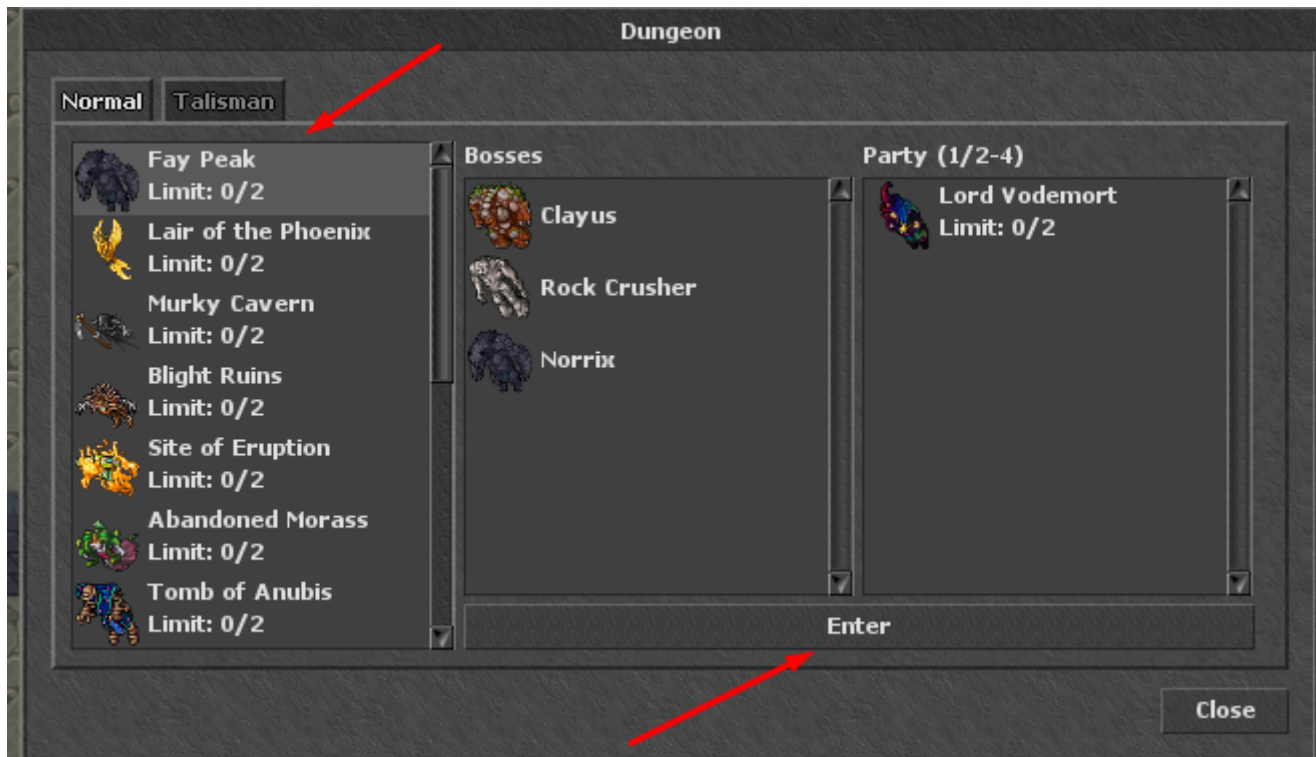 Dungeon
Normal
Talisman
Fay Peak
Limit: 0/2
Lair of the Phoenix
Limit: 0/2
Murky Cavern
Limit: 0/2
Blight Ruins
Limit: 0/2
Site of Eruption
Limit: 0/2
Abandoned Morass
Limit: 0/2
Tomb of Anubis
Limit: 0/2
Bosses
Clayus
Rock Crusher
Norrix
Party (1/2-4)
Lord Vodemort
Limit: 0/2
Enter
Close